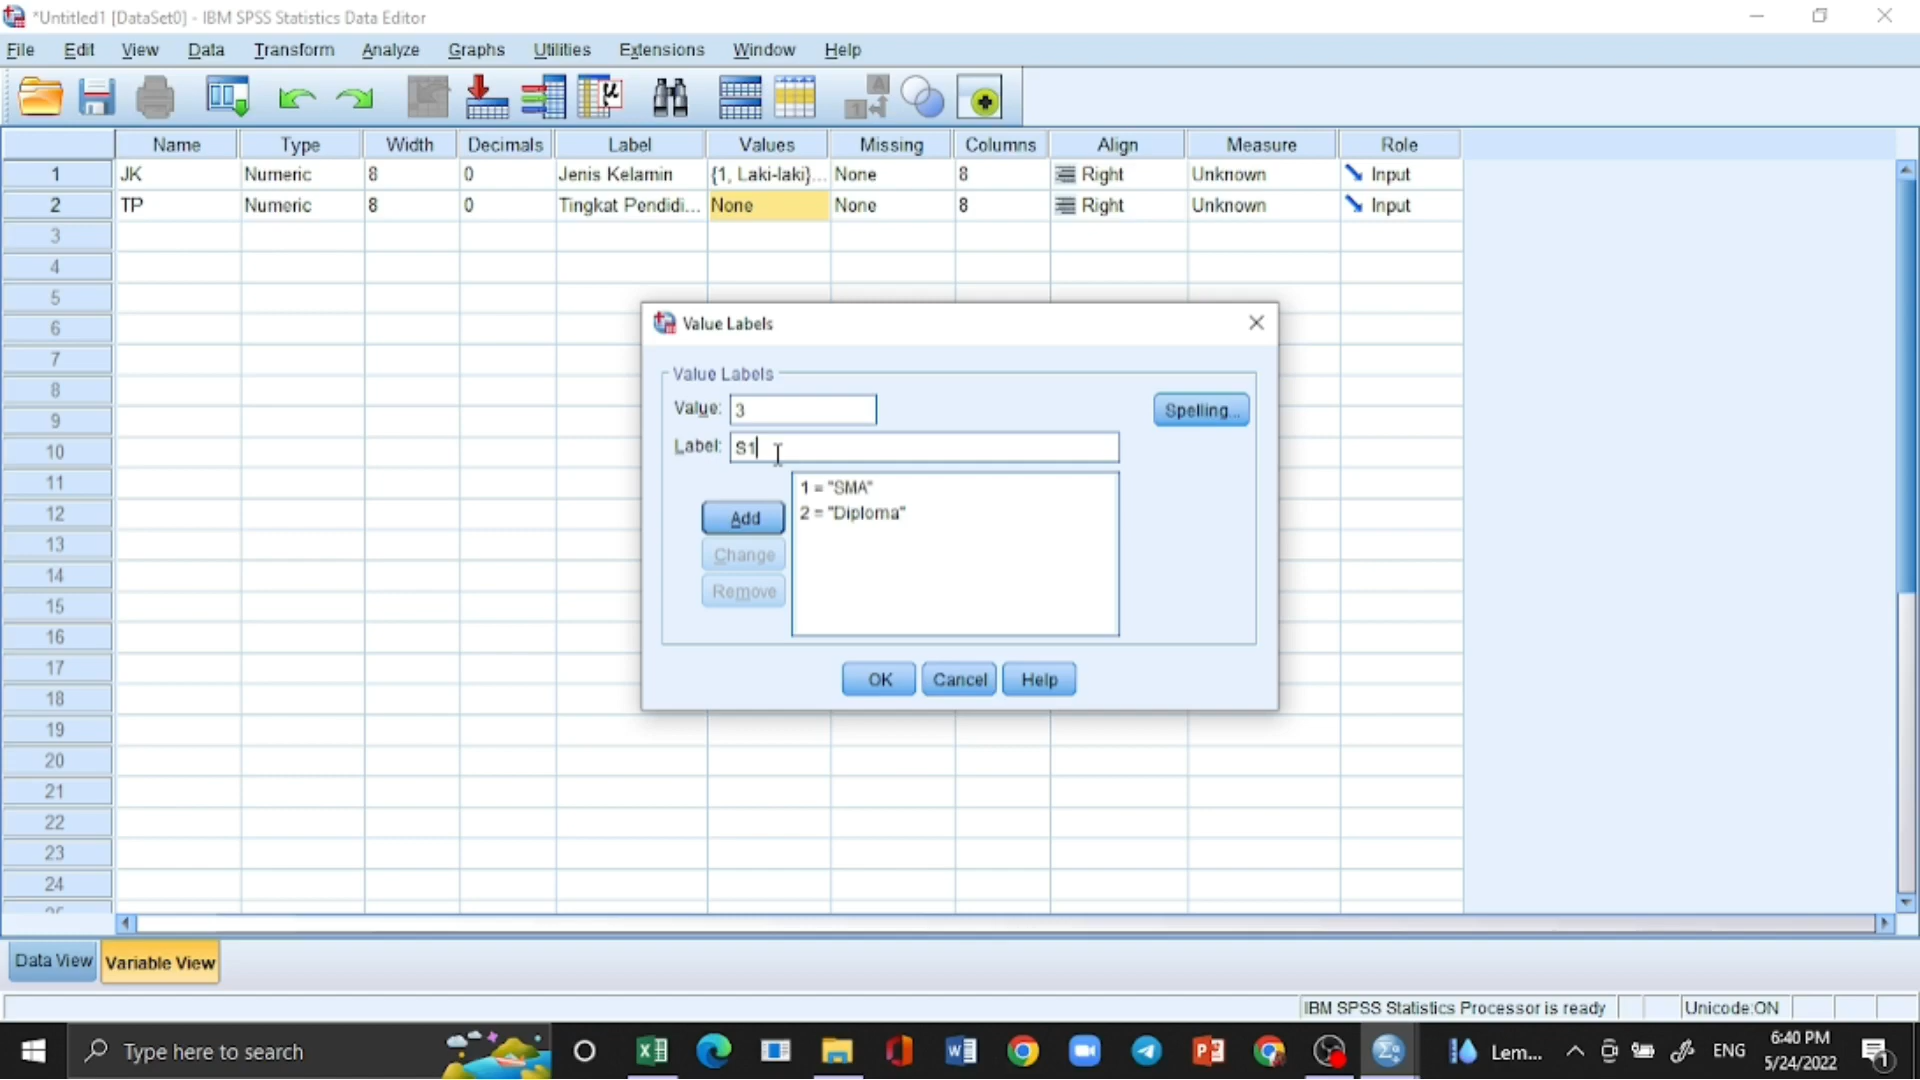 *Untitled1 [DataSet0] - IBM SPSS Statistics Data Editor
File Edit View Data Transform Analyze Graphs Utilities Extensions Window Help
Name Type Width Decimals Label Values Missing Columns Align Measure Role
1 JK Numeric 8 0 Jenis Kelamin {1, Laki-laki}... None 8 Right Unknown Input
2 TP Numeric 8 0 Tingkat Pendidi... None None 8 Right Unknown Input
3
4
5
6
7
8
9
10
11
12
13
14
15
16
17
18
19
20
21
22
23
24
25
Value Labels
Value Labels
Value: 3
Spelling...
Label: S1
1 = "SMA"
2 = "Diploma"
Add
Change
Remove
OK Cancel Help
Data View Variable View
IBM SPSS Statistics Processor is ready Unicode:ON
Type here to search
Lem... ENG
6:40 PM
5/24/2022
1